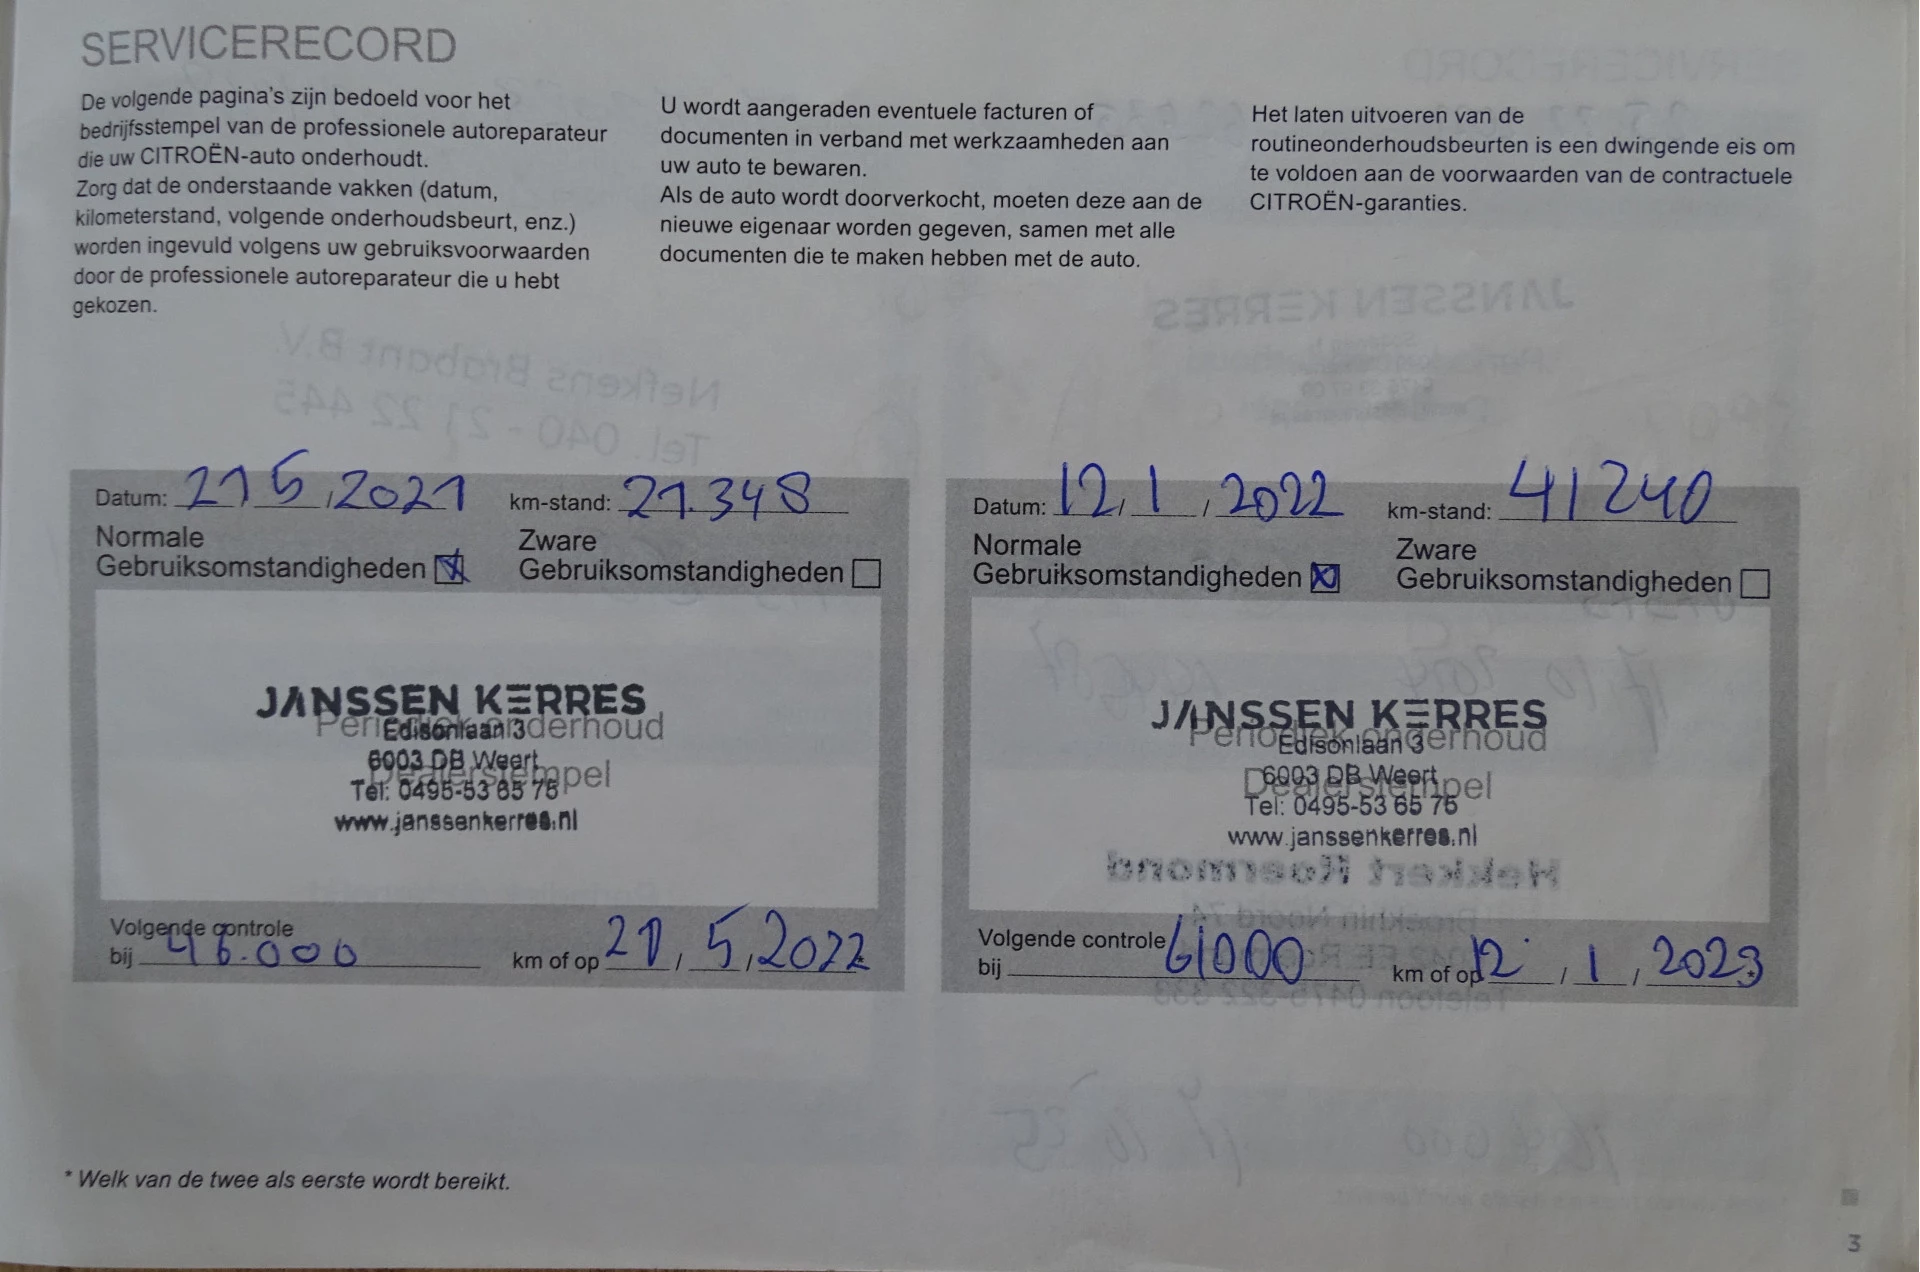 SERVICERECORD
De volgende pagina's zijn bedoeld voor het
bedrijfsstempel van de professionele autoreparateur
die uw CITROËN-auto onderhoudt.
Zorg dat de onderstaande vakken (datum,
kilometerstand, volgende onderhoudsbeurt, enz.)
worden ingevuld volgens uw gebruiksvoorwaarden
door de professionele autoreparateur die u hebt
gekozen.
U wordt aangeraden eventuele facturen of
documenten in verband met werkzaamheden aan
uw auto te bewaren.
Als de auto wordt doorverkocht, moeten deze aan de
nieuwe eigenaar worden gegeven, samen met alle
documenten die te maken hebben met de auto.
Het laten uitvoeren van de
routineonderhoudsbeurten is een dwingende eis om
te voldoen aan de voorwaarden van de contractuele
CITROËN-garanties.
Datum: 21 5 , 2021 km-stand: 21.348
Normale Zware
Gebruiksomstandigheden Gebruiksomstandigheden
JANSSEN KERRES
Periodiek onderhoud
Edisonlaan 3
6003 DB Weert
Dealerstempel
Tel: 0495-53 65 75
www.janssenkerres.nl
Volgende controle
bij 46.000 km of op 21 , 5 , 2022 *
Datum: 12 , 1 , 2022 km-stand: 41240
Normale Zware
Gebruiksomstandigheden Gebruiksomstandigheden
JANSSEN KERRES
Periodiek onderhoud
Edisonlaan 3
6003 DB Weert
Dealerstempel
Tel: 0495-53 65 75
www.janssenkerres.nl
Volgende controle
bij 61000 km of op 12 / 1 , 2023 *
* Welk van de twee als eerste wordt bereikt.
3